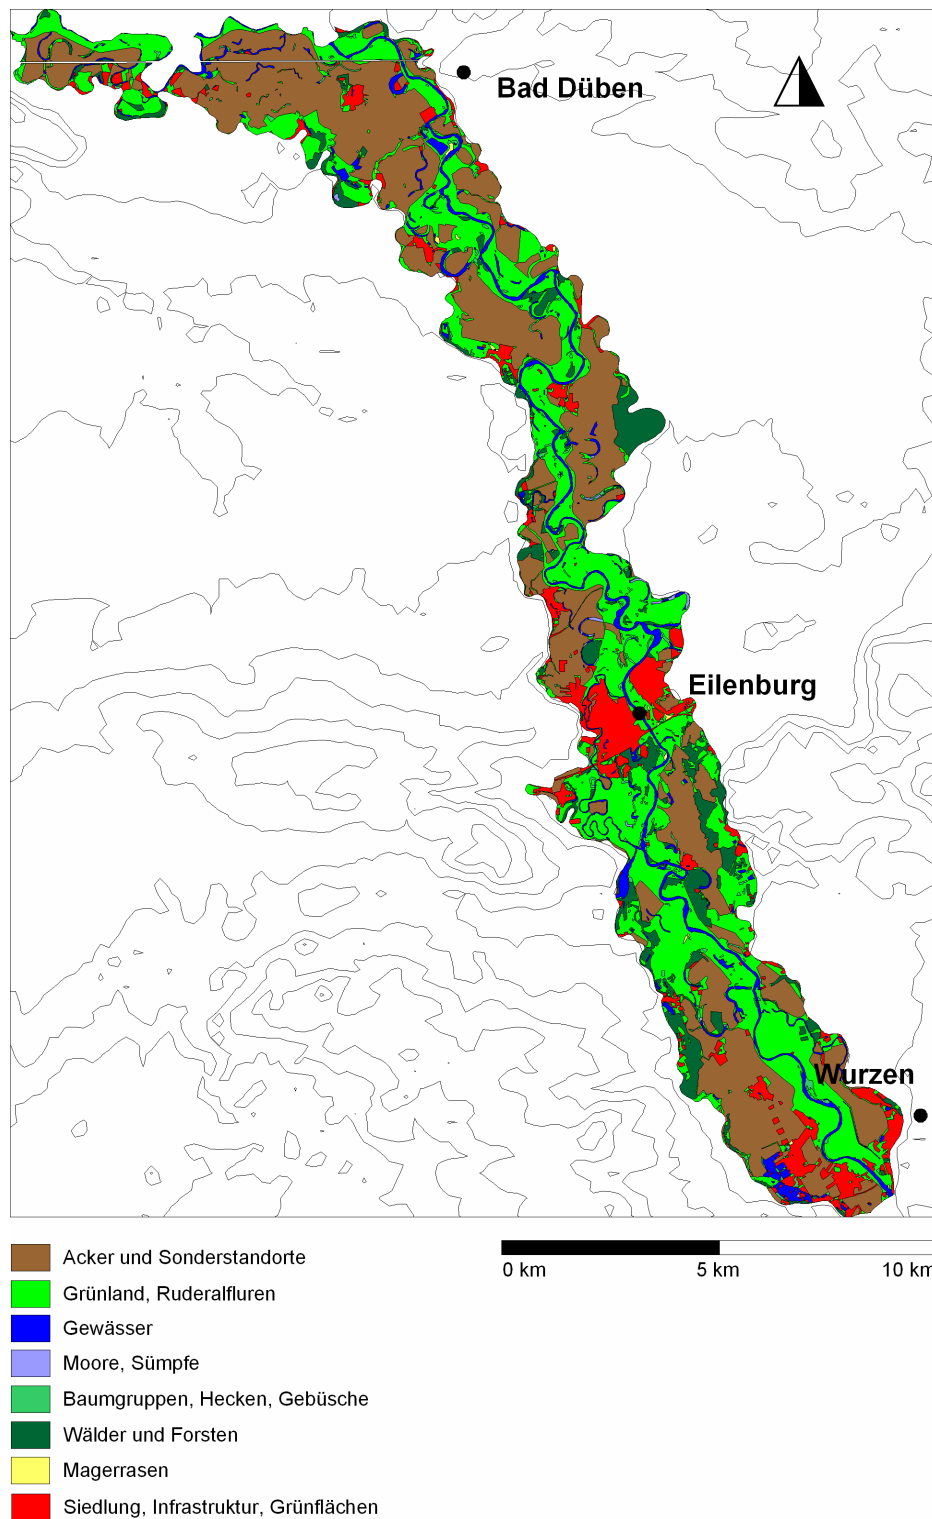 Bad Düben
Eilenburg
Wurzen
0 km 5 km 10 km
Acker und Sonderstandorte
Grünland, Ruderalfluren
Gewässer
Moore, Sümpfe
Baumgruppen, Hecken, Gebüsche
Wälder und Forsten
Magerrasen
Siedlung, Infrastruktur, Grünflächen